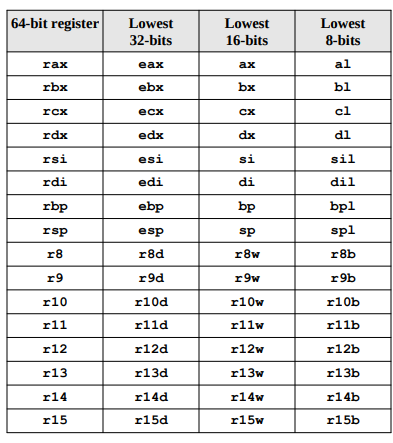 64-bit register Lowest 32-bits Lowest 16-bits Lowest 8-bits
rax eax ax al
rbx ebx bx bl
rcx ecx cx cl
rdx edx dx dl
rsi esi si sil
rdi edi di dil
rbp ebp bp bpl
rsp esp sp spl
r8 r8d r8w r8b
r9 r9d r9w r9b
r10 r10d r10w r10b
r11 r11d r11w r11b
r12 r12d r12w r12b
r13 r13d r13w r13b
r14 r14d r14w r14b
r15 r15d r15w r15b